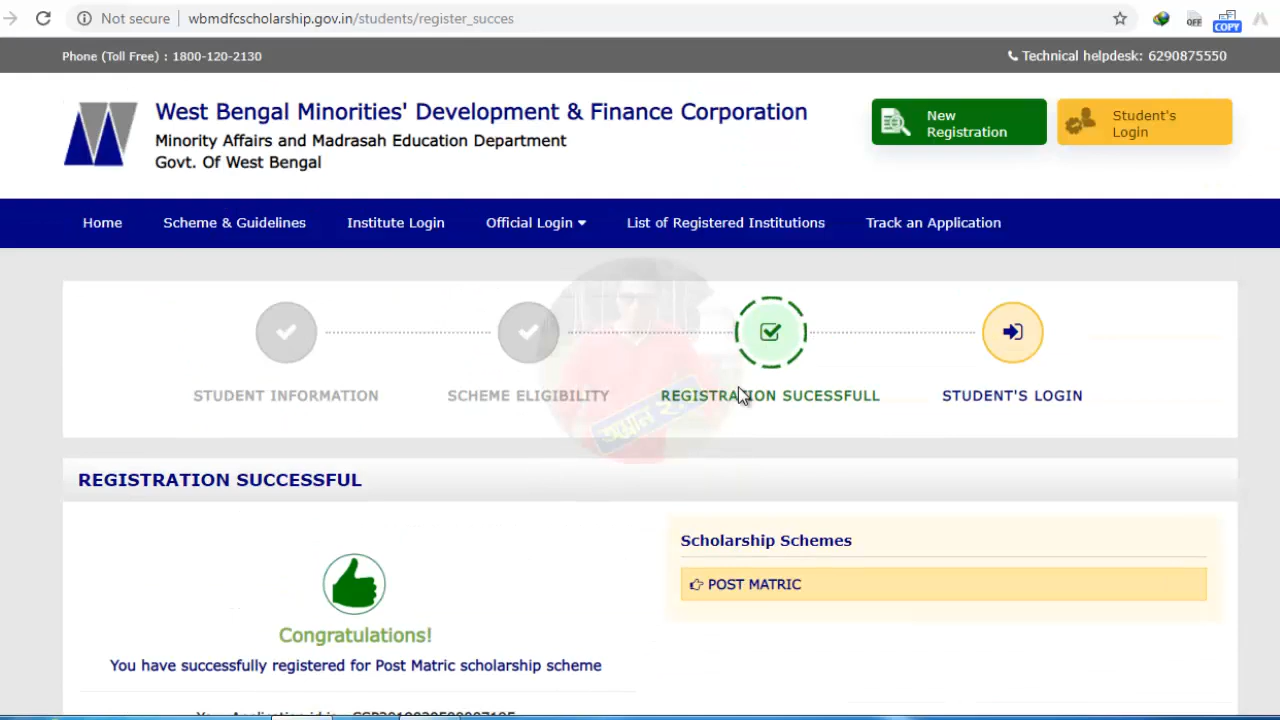 Not secure
wbmdfcscholarship.gov.in/students/register_succes
OFF
COPY
Phone (Toll Free) : 1800-120-2130
Technical helpdesk: 6290875550
West Bengal Minorities' Development & Finance Corporation
Minority Affairs and Madrasah Education Department
Govt. Of West Bengal
New
Registration
Student's
Login
Home
Scheme & Guidelines
Institute Login
Official Login
List of Registered Institutions
Track an Application
STUDENT INFORMATION
SCHEME ELIGIBILITY
REGISTRATION SUCESSFULL
STUDENT'S LOGIN
REGISTRATION SUCCESSFUL
Scholarship Schemes
POST MATRIC
Congratulations!
You have successfully registered for Post Matric scholarship scheme